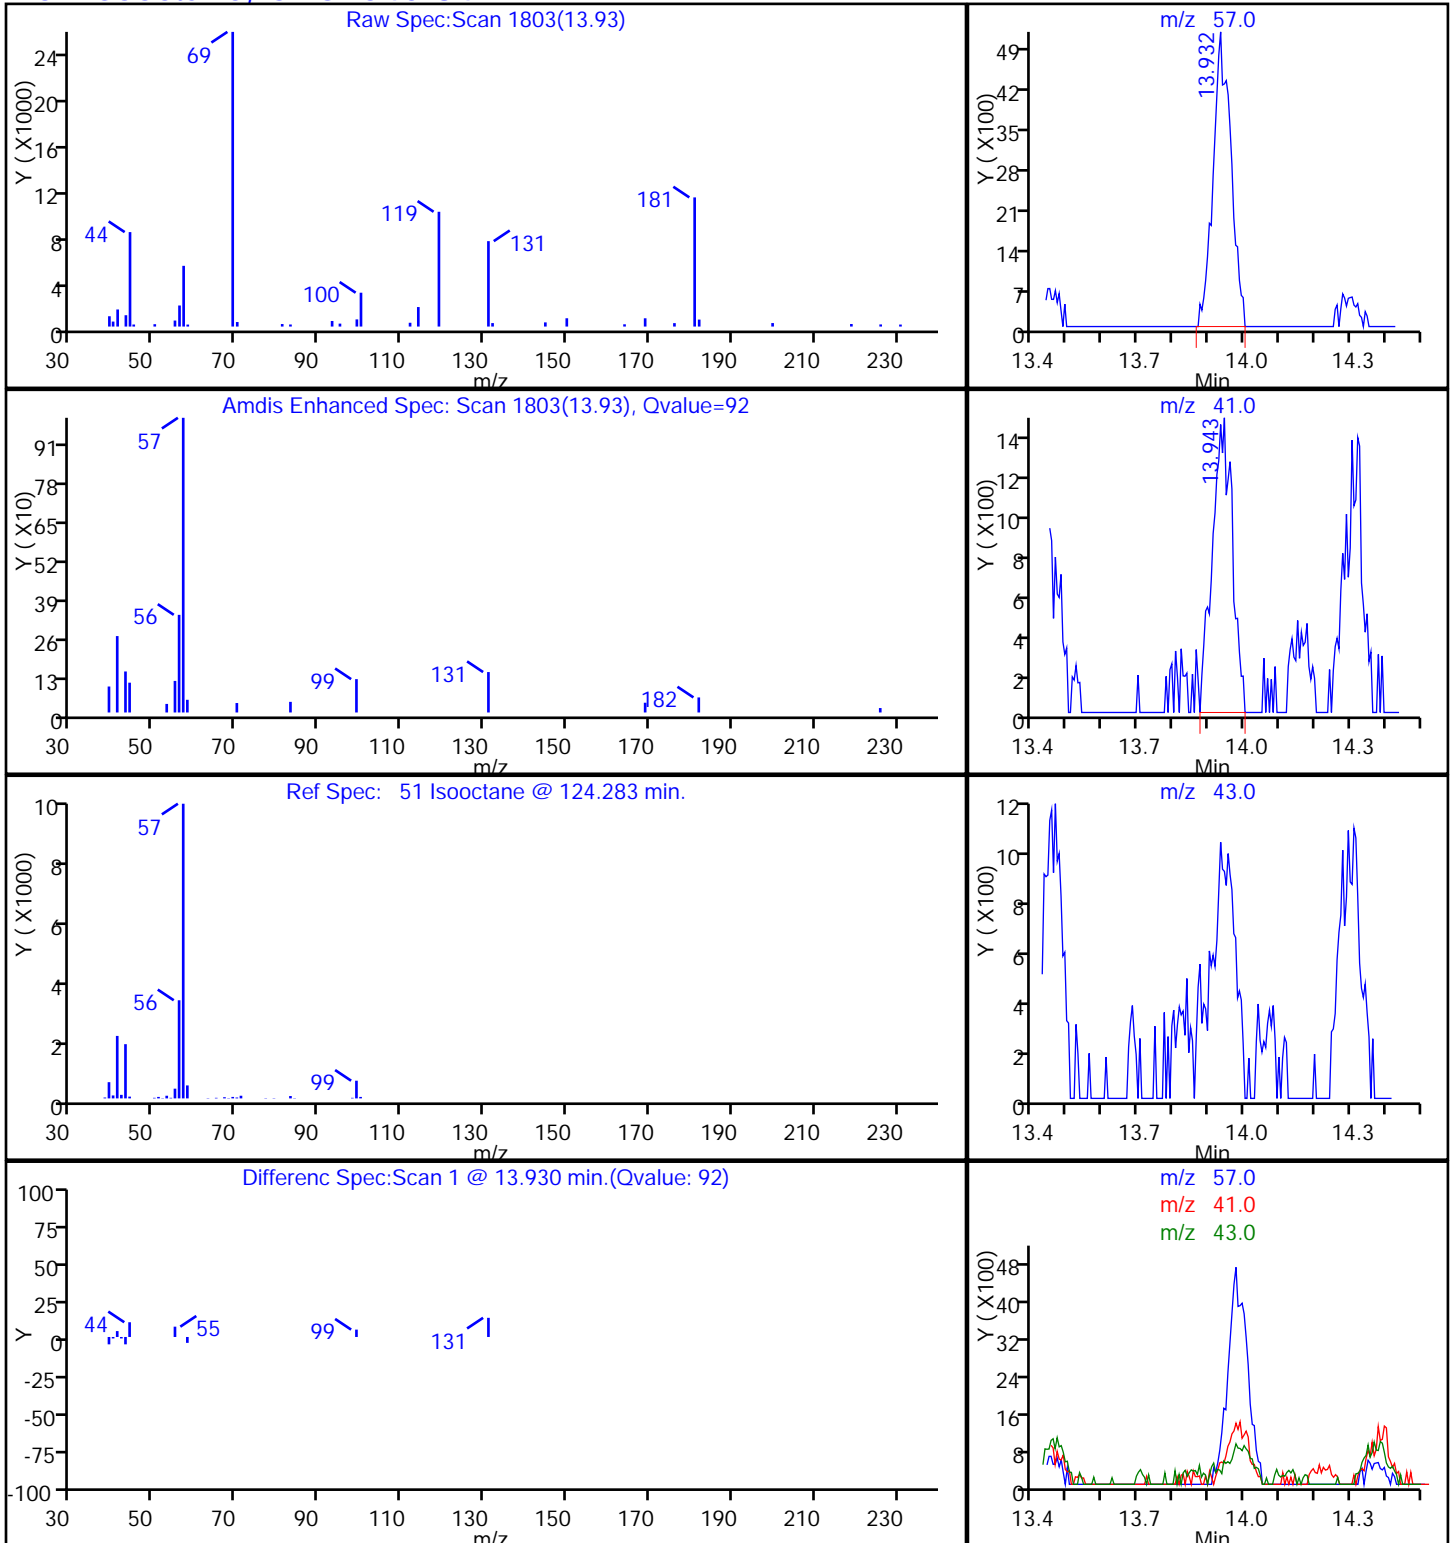 Raw Spec:Scan 1803(13.93)
Y ( X1000)
24
20
16
12
8
4
0
69
44
100
119
131
181
30 50 70 90 110 130 150 170 190 210 230
m/z
m/z 57.0
Y ( X100)
49
42
35
28
21
14
7
0
13.932
13.4 13.7 14.0 14.3
Min
Amdis Enhanced Spec: Scan 1803(13.93), Qvalue=92
Y ( X10)
91
78
65
52
39
26
13
0
57
56
99
131
182
30 50 70 90 110 130 150 170 190 210 230
m/z
m/z 41.0
Y ( X100)
14
12
10
8
6
4
2
0
13.943
13.4 13.7 14.0 14.3
Min
Ref Spec: 51 Isooctane @ 124.283 min.
Y ( X1000)
10
8
6
4
2
0
57
56
99
30 50 70 90 110 130 150 170 190 210 230
m/z
m/z 43.0
Y ( X100)
12
10
8
6
4
2
0
13.4 13.7 14.0 14.3
Min
Differenc Spec:Scan 1 @ 13.930 min.(Qvalue: 92)
Y
100
75
50
25
0
-25
-50
-75
-100
44
55
99
131
30 50 70 90 110 130 150 170 190 210 230
m/z
m/z 57.0
m/z 41.0
m/z 43.0
Y ( X100)
48
40
32
24
16
8
0
13.4 13.7 14.0 14.3
Min